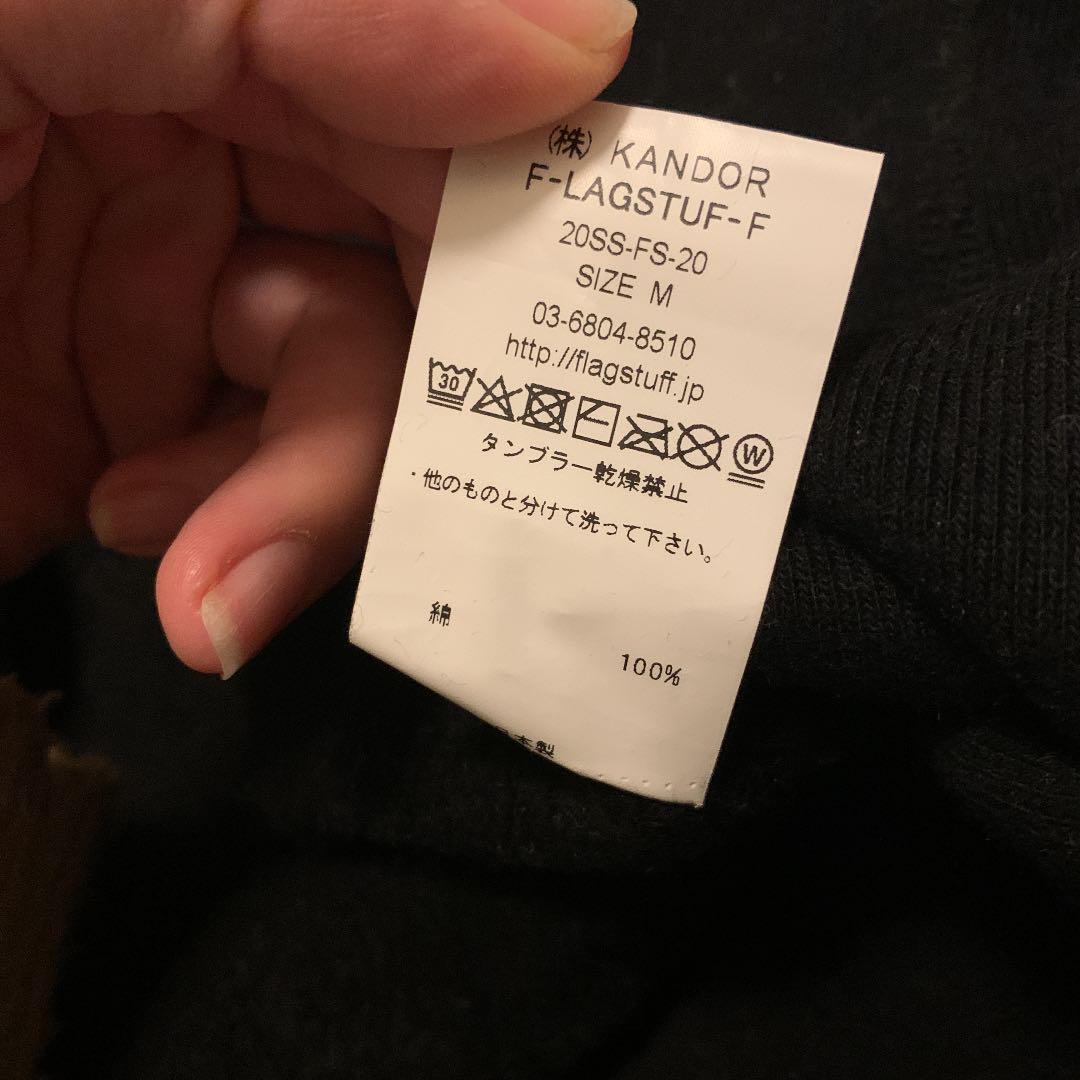 (株) KANDOR
F-LAGSTUF-F
20SS-FS-20
SIZE M
03-6804-8510
http://flagstuff.jp
30 W
タンブラー乾燥禁止
・他のものと分けて洗って下さい。
綿
100%
本製